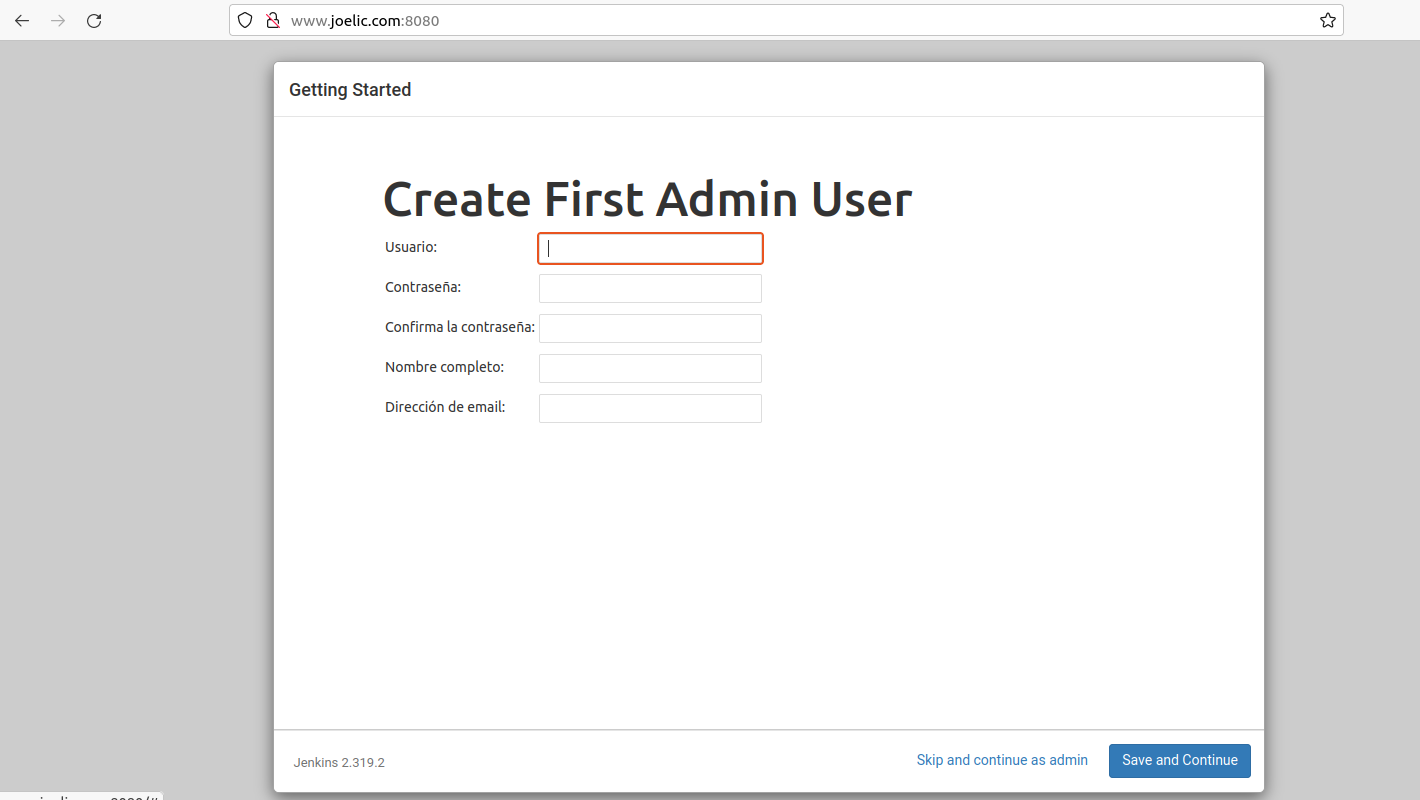 www.joelic.com:8080
Getting Started
Create First Admin User
Usuario:
Contraseña:
Confirma la contraseña:
Nombre completo:
Dirección de email:
Jenkins 2.319.2
Skip and continue as admin
Save and Continue